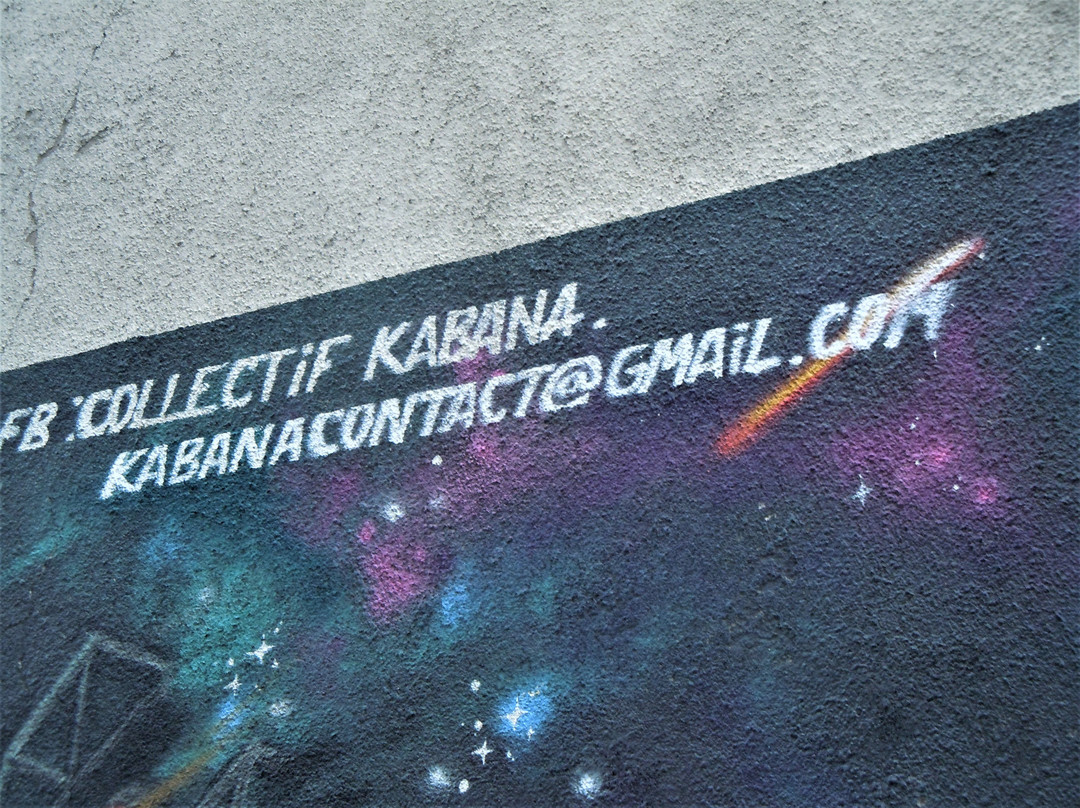 FB : COLLECTiF KABANA.
KABANACONTACT@GMAiL.COM